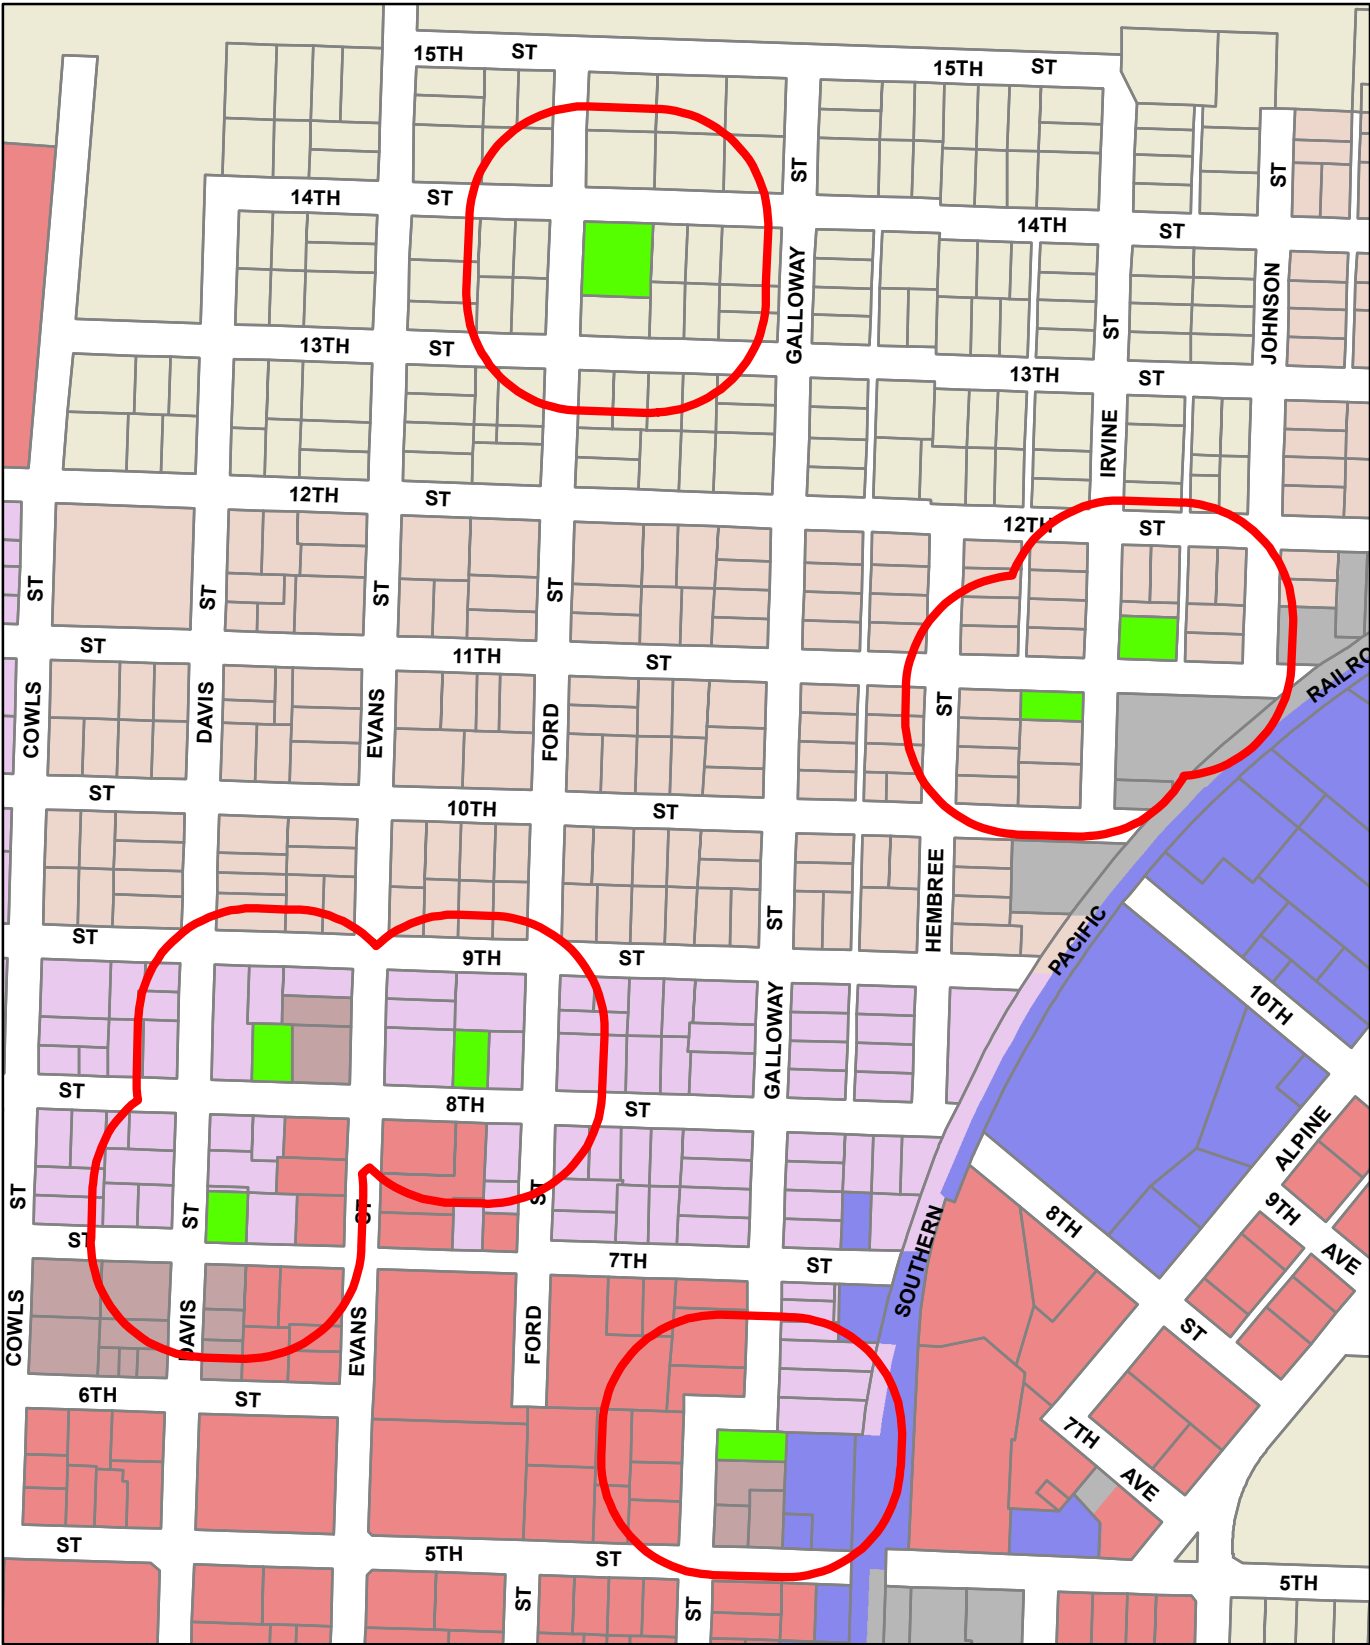 15TH ST
15TH ST
ST
ST
14TH ST
14TH ST
GALLOWAY
JOHNSON
ST
13TH ST
13TH ST
IRVINE
12TH ST
12TH ST
ST
ST
ST
ST
ST
11TH ST
COWLS
DAVIS
EVANS
FORD
ST
RAILRO
10TH
ST
ST
HEMBREE
ST
PACIFIC
ST
9TH ST
GALLOWAY
10TH
ST
8TH ST
ALPINE
ST
ST
ST
ST
9TH
AVE
8TH
ST
7TH ST
SOUTHERN
COWLS
DAVIS
EVANS
FORD
ST
6TH ST
7TH
AVE
ST
5TH ST
ST
ST
5TH